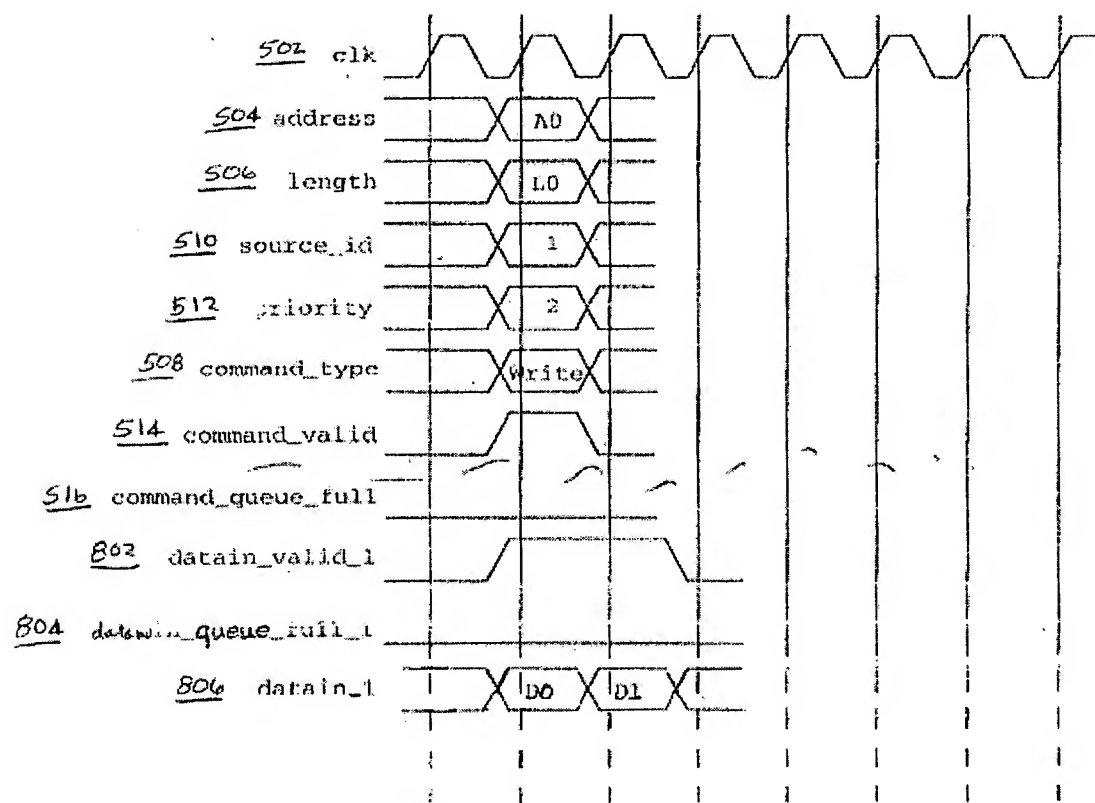 502 clk
504 address A0
506 length L0
510 source_id 1
512 priority 2
508 command_type Write
514 command_valid
516 command_queue_full
802 datain_valid_1
804 datain_queue_full_1
806 datain_1 D0 D1